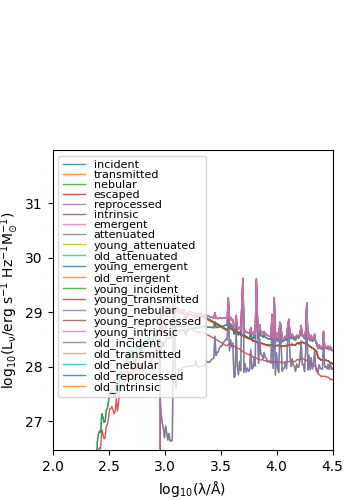 log₁₀(Lν/erg s⁻¹ Hz⁻¹M⊙⁻¹)
31
30
29
28
27
incident
transmitted
nebular
escaped
reprocessed
intrinsic
emergent
attenuated
young_attenuated
old_attenuated
young_emergent
old_emergent
young_incident
young_transmitted
young_nebular
young_reprocessed
young_intrinsic
old_incident
old_transmitted
old_nebular
old_reprocessed
old_intrinsic
2.0 2.5 3.0 3.5 4.0 4.5
log₁₀(λ/Å)